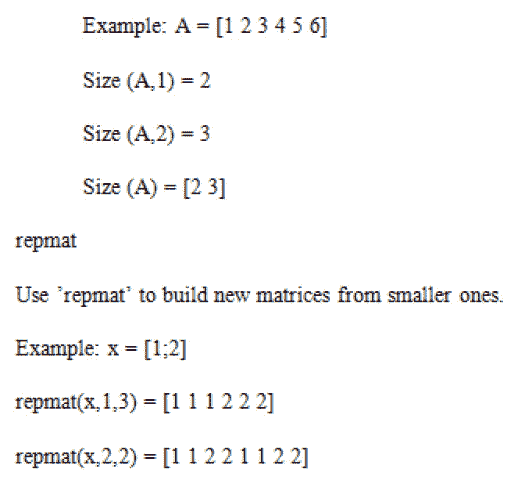 Example: A = [1 2 3 4 5 6]
Size (A,1) = 2
Size (A,2) = 3
Size (A) = [2 3]
repmat
Use ’repmat’ to build new matrices from smaller ones.
Example: x = [1;2]
repmat(x,1,3) = [1 1 1 2 2 2]
repmat(x,2,2) = [1 1 2 2 1 1 2 2]